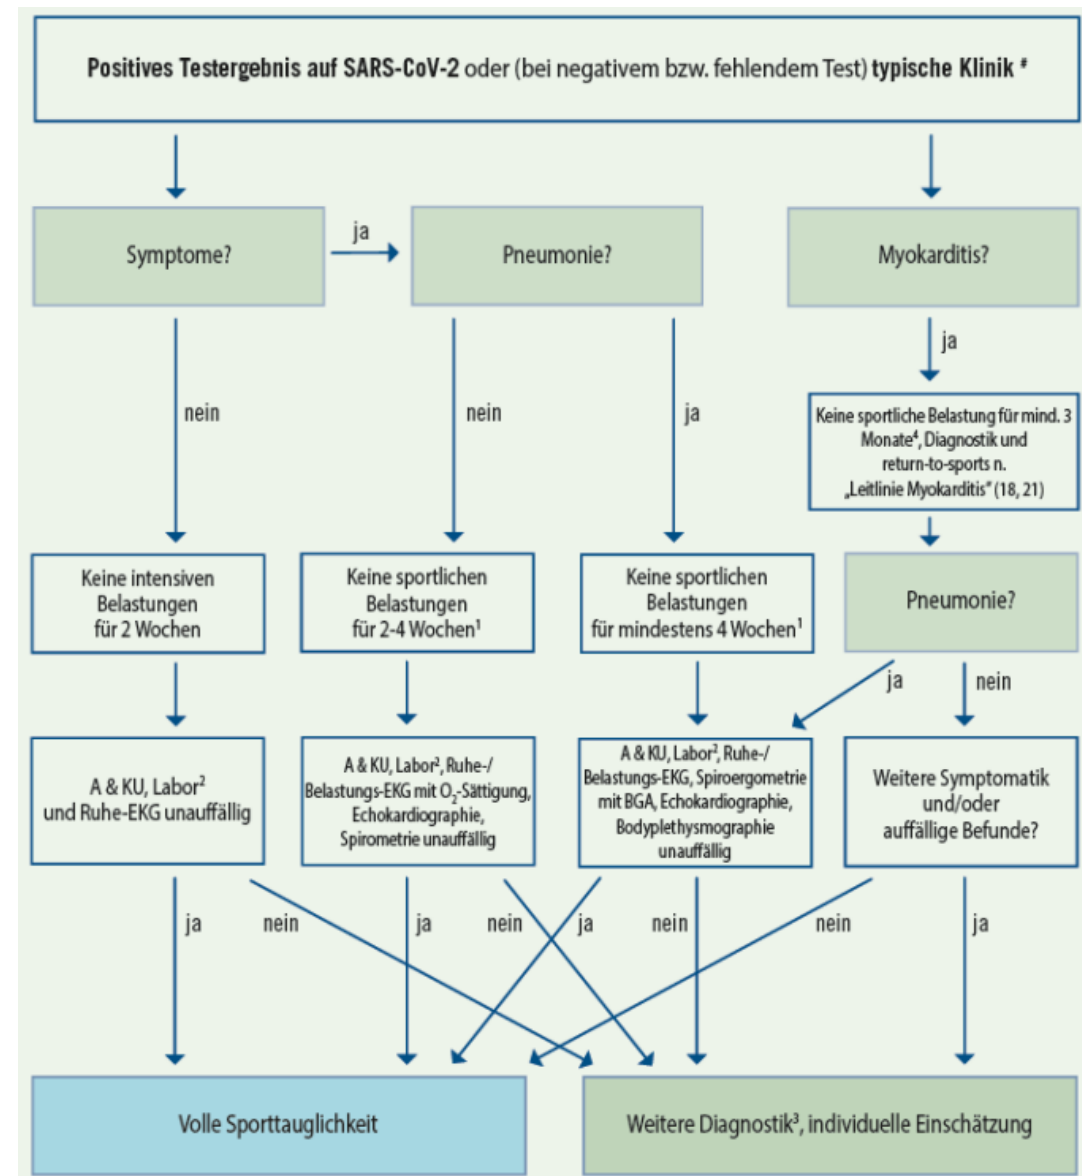 Positives Testergebnis auf SARS-CoV-2 oder (bei negativem bzw. fehlendem Test) typische Klinik #
Symptome?
ja
Pneumonie?
Myokarditis?
nein
nein
ja
ja
Keine sportliche Belastung für mind. 3
Monate⁴, Diagnostik und
return-to-sports n.
„Leitlinie Myokarditis" (18, 21)
Keine intensiven
Belastungen
für 2 Wochen
Keine sportlichen
Belastungen
für 2-4 Wochen¹
Keine sportlichen
Belastungen
für mindestens 4 Wochen¹
Pneumonie?
ja
nein
A & KU, Labor²
und Ruhe-EKG unauffällig
A & KU, Labor², Ruhe-/
Belastungs-EKG mit O₂-Sättigung,
Echokardiographie,
Spirometrie unauffällig
A & KU, Labor², Ruhe-/
Belastungs-EKG, Spiroergometrie
mit BGA, Echokardiographie,
Bodyplethysmographie
unauffällig
Weitere Symptomatik
und/oder
auffällige Befunde?
ja
nein
ja
nein
ja
nein
nein
ja
Volle Sporttauglichkeit
Weitere Diagnostik³, individuelle Einschätzung